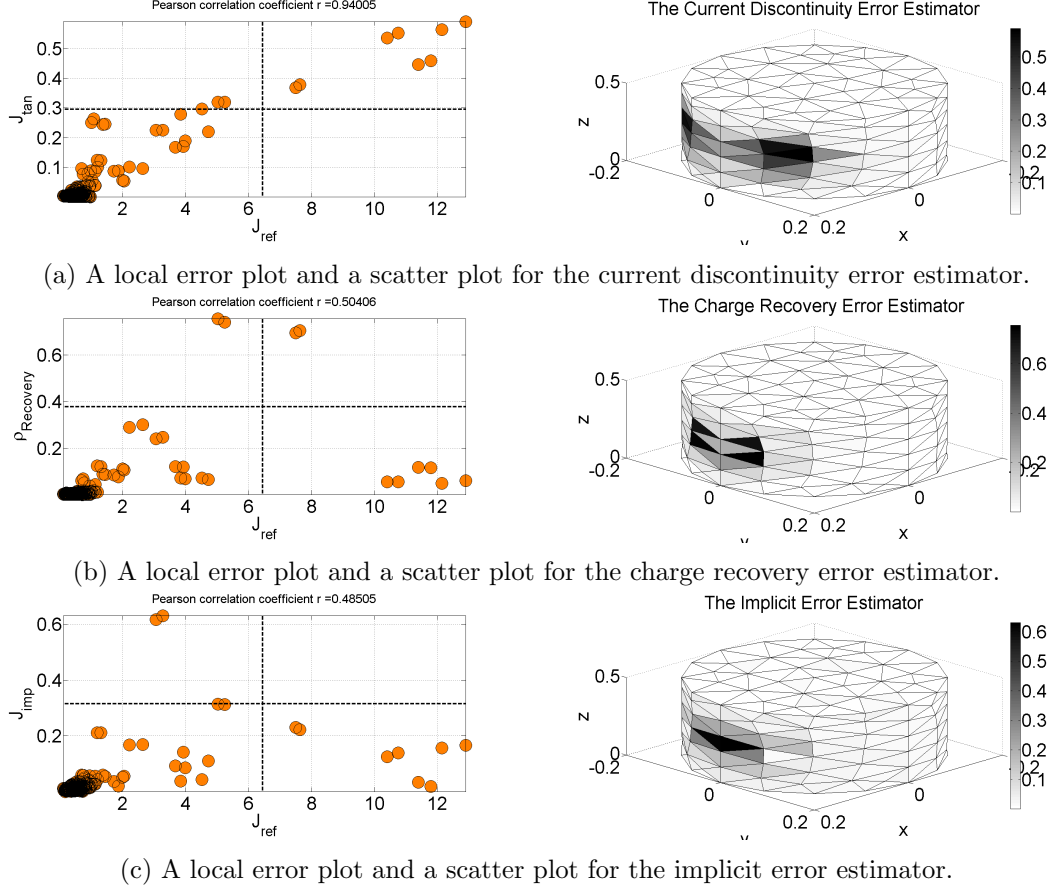 Pearson correlation coefficient r =0.94005
The Current Discontinuity Error Estimator
J_tan
0.5
0.4
0.3
0.2
0.1
2 4 6 8 10 12
J_ref
z
0.5
0
-0.2
0
0.2 0.2
0
x
0.5
0.4
0.3
0.2
0.1
(a) A local error plot and a scatter plot for the current discontinuity error estimator.
Pearson correlation coefficient r =0.50406
The Charge Recovery Error Estimator
ρ_Recovery
0.6
0.4
0.2
2 4 6 8 10 12
J_ref
z
0.5
0
-0.2
0
0.2 0.2
0
x
0.6
0.4
0.2
(b) A local error plot and a scatter plot for the charge recovery error estimator.
Pearson correlation coefficient r =0.48505
The Implicit Error Estimator
J_imp
0.6
0.4
0.2
2 4 6 8 10 12
J_ref
z
0.5
0
-0.2
0
0.2 0.2
0
x
0.6
0.5
0.4
0.3
0.2
0.1
(c) A local error plot and a scatter plot for the implicit error estimator.